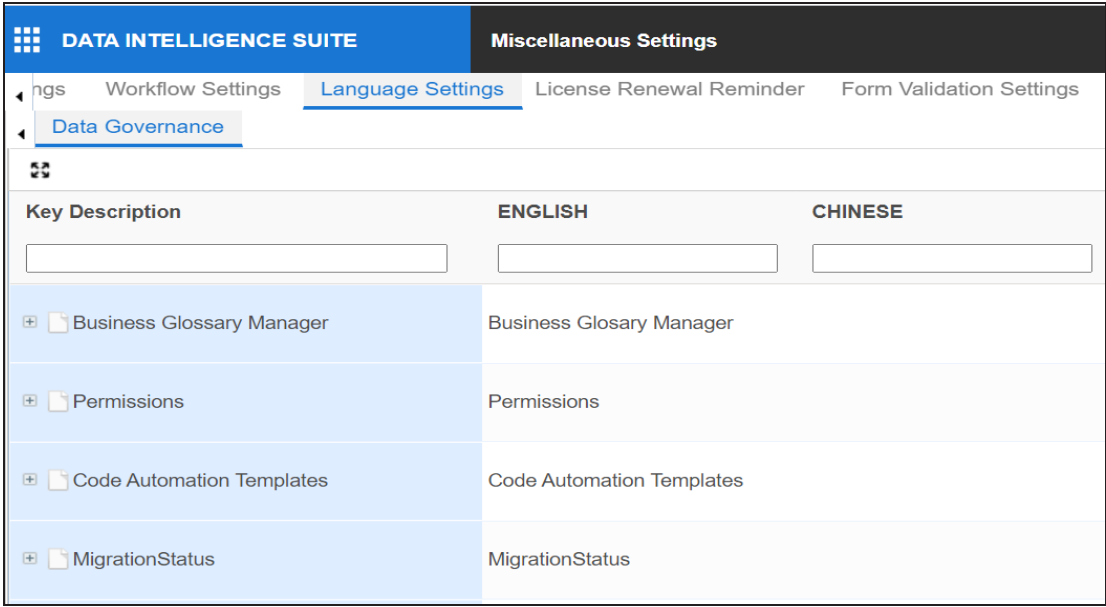 DATA INTELLIGENCE SUITE Miscellaneous Settings
ngs Workflow Settings Language Settings License Renewal Reminder Form Validation Settings
Data Governance
Key Description ENGLISH CHINESE
Business Glossary Manager Business Glosary Manager
Permissions Permissions
Code Automation Templates Code Automation Templates
MigrationStatus MigrationStatus